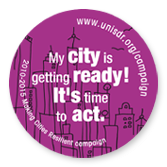 www.unisdr.org/campaign
My city is
getting ready!
It's time
to act.
2010-2015 Making Cities Resilient campaign